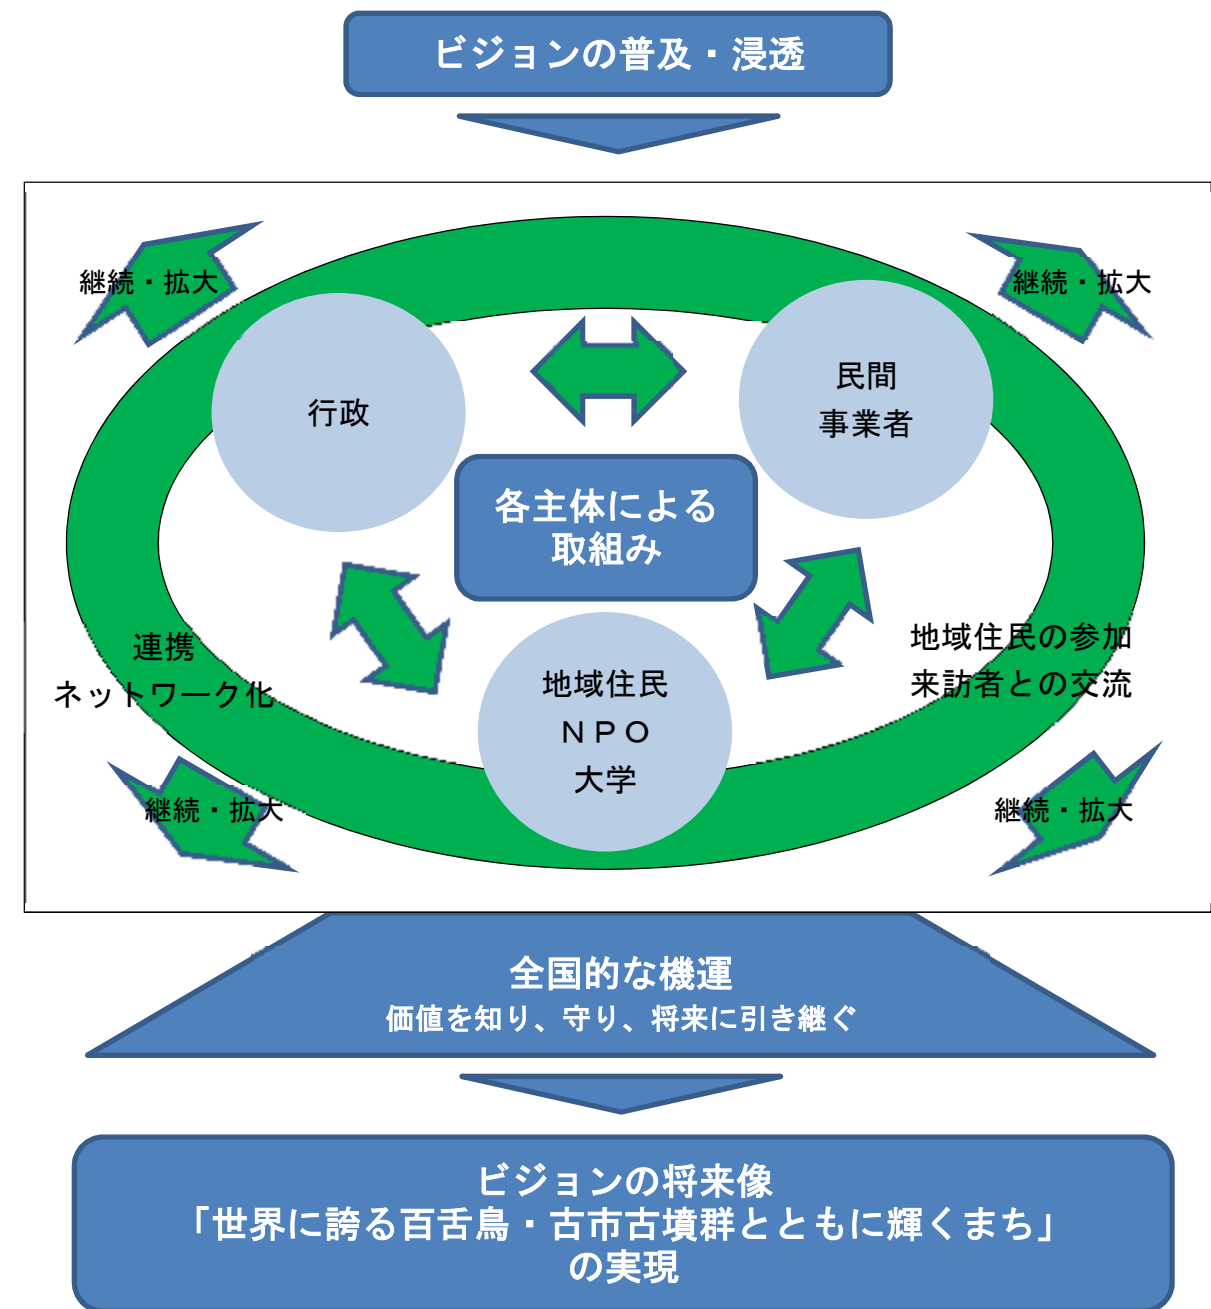 ビジョンの普及・浸透
継続・拡大
継続・拡大
行政
民間
事業者
各主体による
取組み
連携
ネットワーク化
地域住民の参加
来訪者との交流
地域住民
ＮＰＯ
大学
継続・拡大
継続・拡大
全国的な機運
価値を知り、守り、将来に引き継ぐ
ビジョンの将来像
「世界に誇る百舌鳥・古市古墳群とともに輝くまち」
の実現